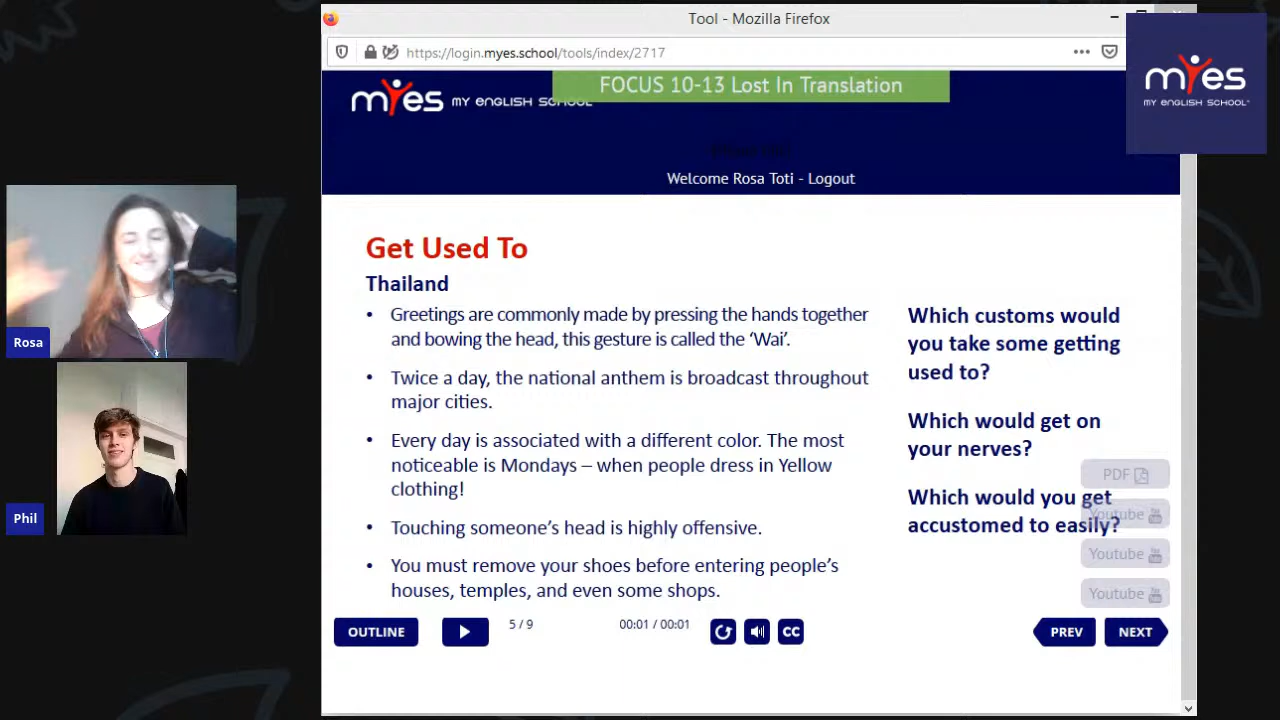 Tool - Mozilla Firefox
https://login.myes.school/tools/index/2717
FOCUS 10-13 Lost In Translation
myes MY ENGLISH SCHOOL
myes
MY ENGLISH SCHOOL
Welcome Rosa Toti - Logout
Rosa
Phil
Get Used To
Thailand
• Greetings are commonly made by pressing the hands together
and bowing the head, this gesture is called the ‘Wai’.
• Twice a day, the national anthem is broadcast throughout
major cities.
• Every day is associated with a different color. The most
noticeable is Mondays – when people dress in Yellow
clothing!
• Touching someone’s head is highly offensive.
• You must remove your shoes before entering people’s
houses, temples, and even some shops.
Which customs would
you take some getting
used to?
Which would get on
your nerves?
Which would you get
accustomed to easily?
PDF
Youtube
Youtube
Youtube
OUTLINE
5 / 9
00:01 / 00:01
CC
PREV
NEXT